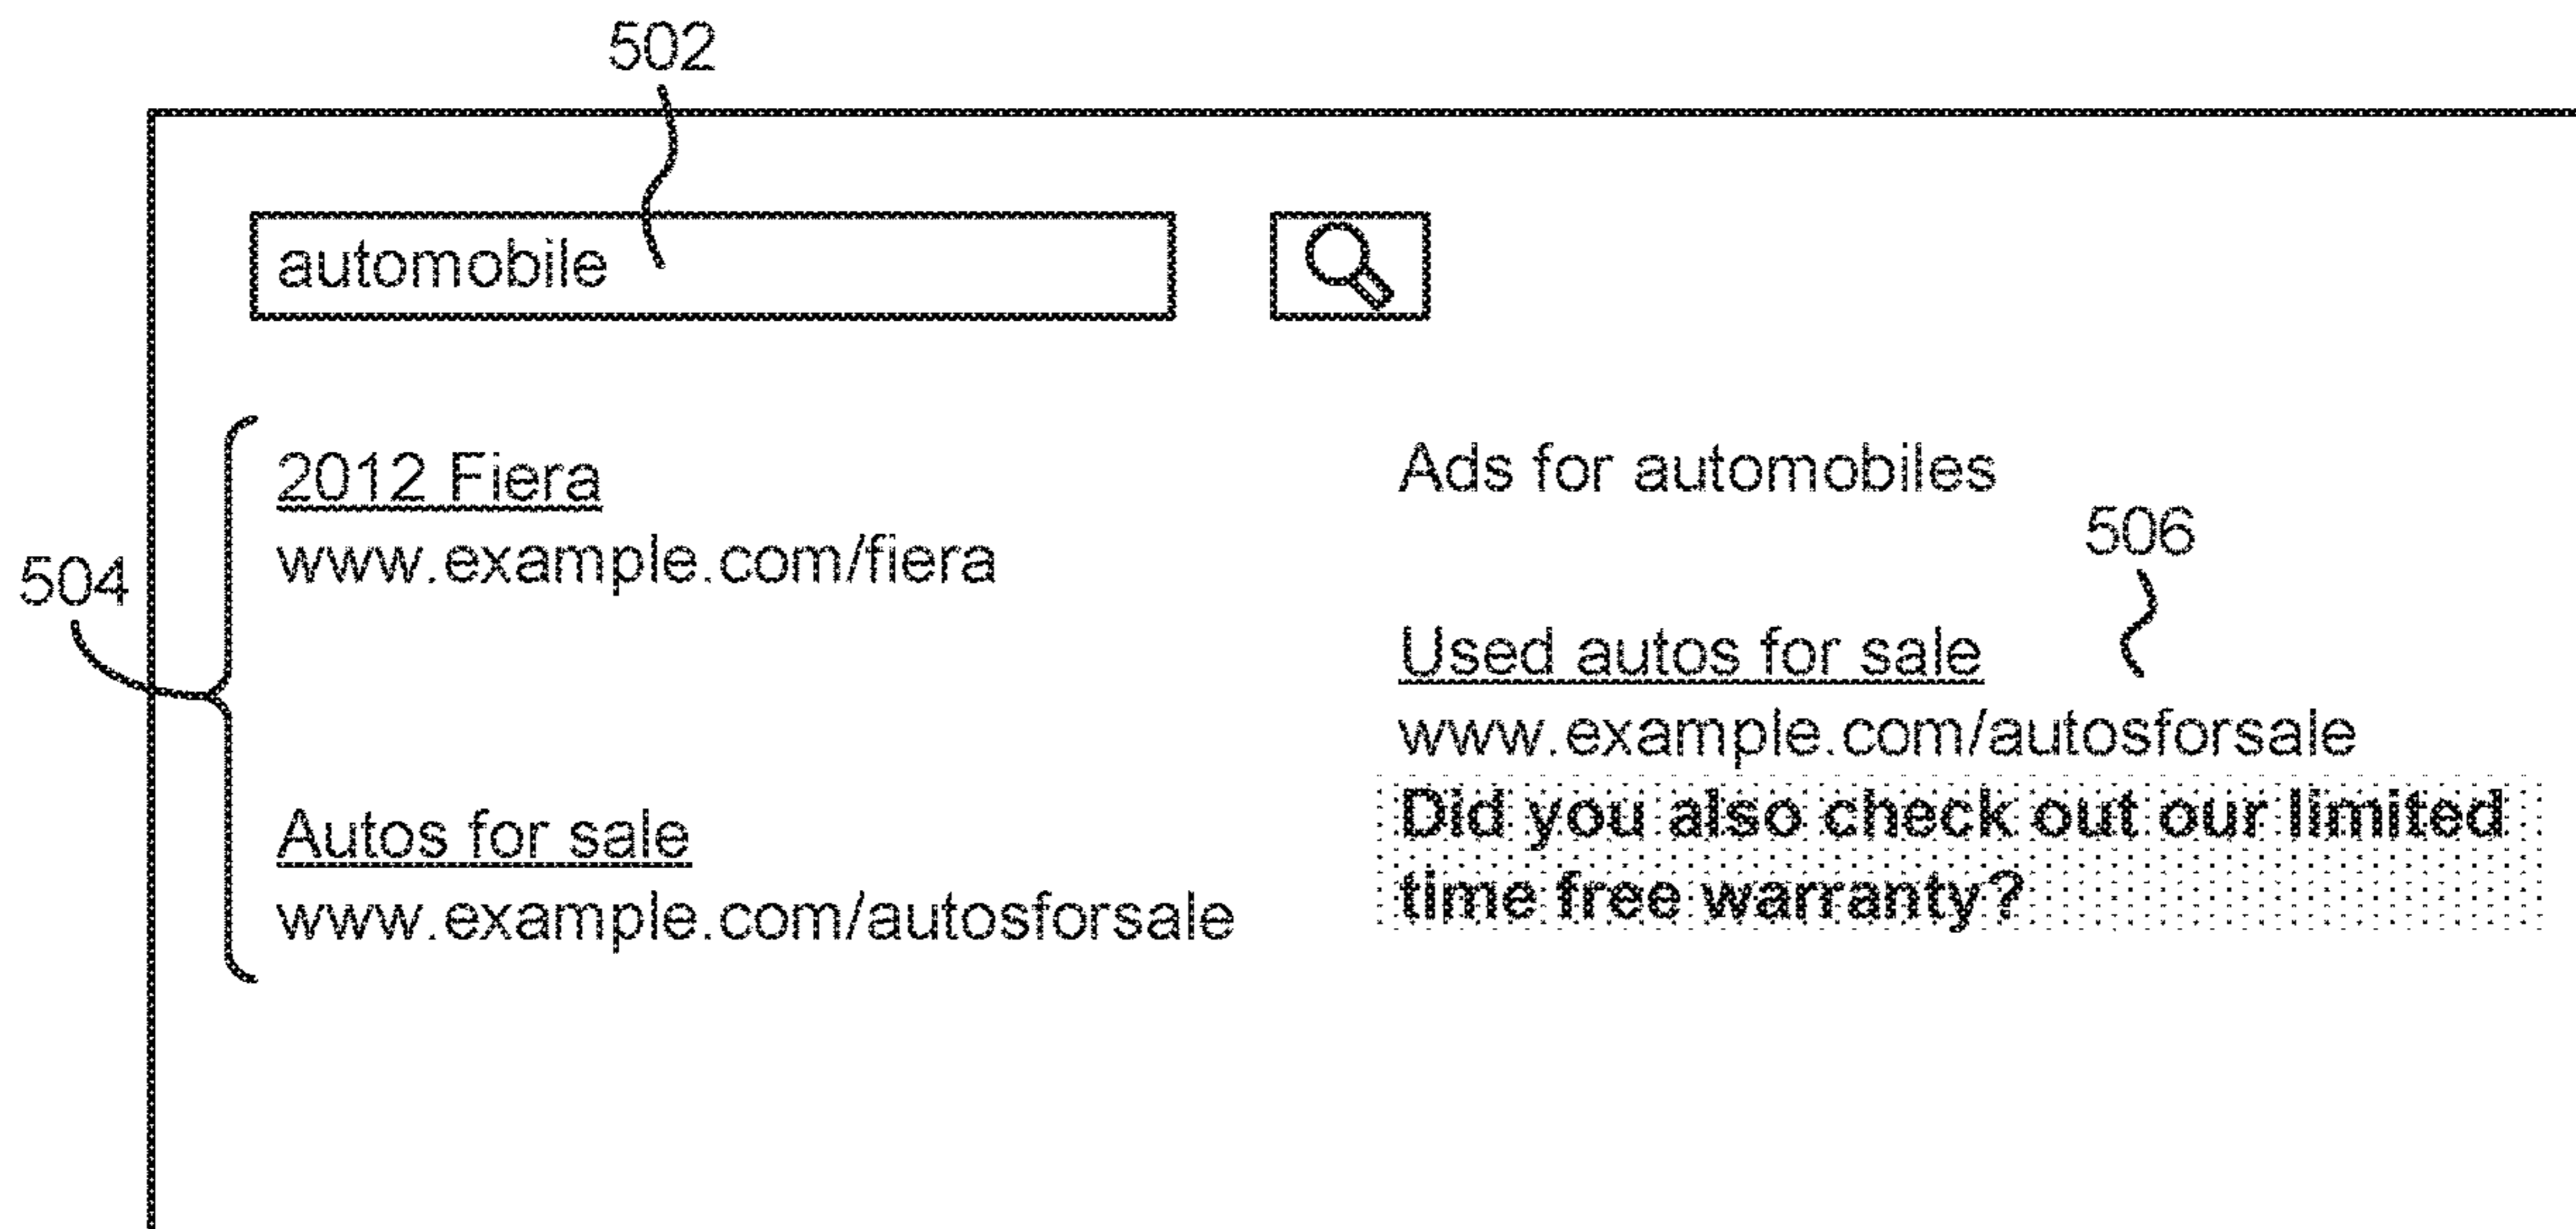 502
automobile
504
2012 Fiera
www.example.com/fiera
Autos for sale
www.example.com/autosforsale
Ads for automobiles
506
Used autos for sale
www.example.com/autosforsale
Did you also check out our limited
time free warranty?